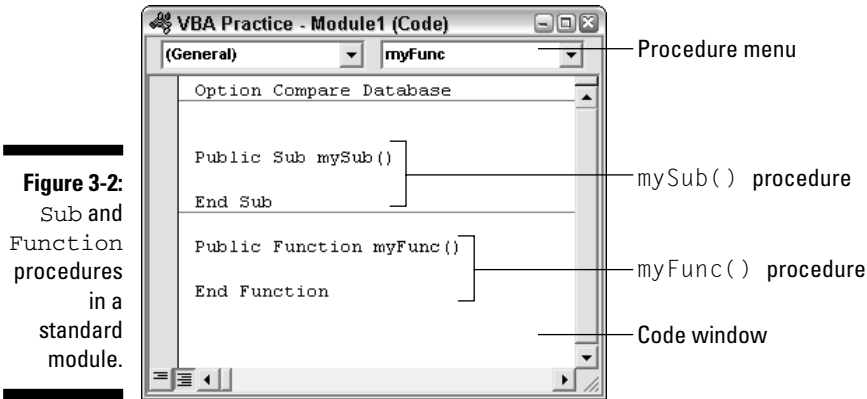 VBA Practice - Module1 (Code)
(General)
myFunc
Procedure menu
Option Compare Database
Public Sub mySub()
End Sub
mySub() procedure
Public Function myFunc()
End Function
myFunc() procedure
Code window
Figure 3-2:
Sub and
Function
procedures
in a
standard
module.